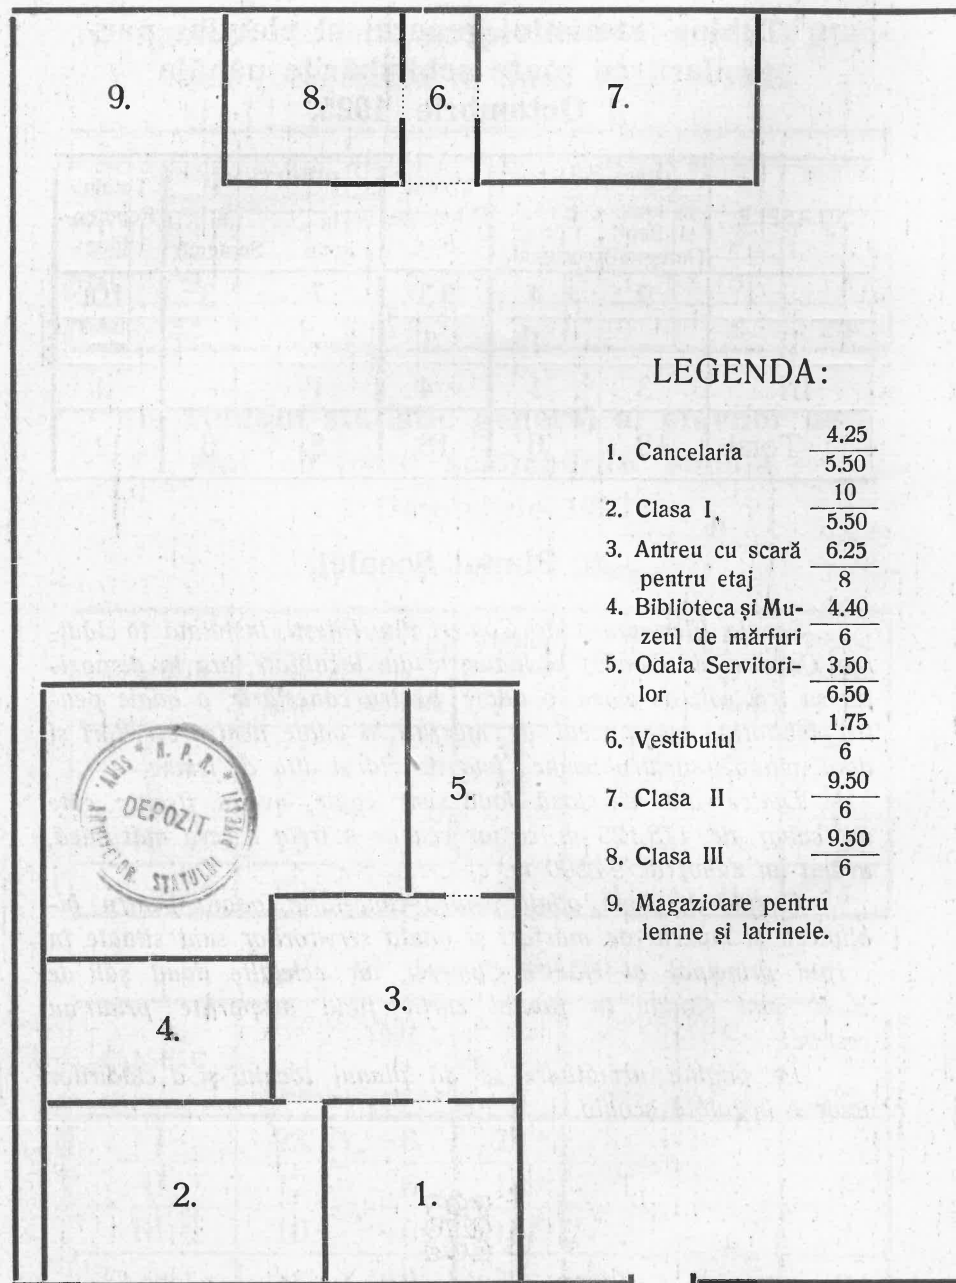 9.
8.
6.
7.
LEGENDA:
1. Cancelaria 4.25
5.50
2. Clasa I 10
5.50
3. Antreu cu scară 6.25
pentru etaj 8
4. Biblioteca și Mu- 4.40
zeul de mărfuri 6
5. Odaia Servitori- 3.50
lor 6.50
6. Vestibulul 1.75
6
7. Clasa II 9.50
6
8. Clasa III 9.50
6
9. Magazioare pentru
lemne și latrinele.
5.
DEPOZIT
STATULUI
3.
4.
2.
1.